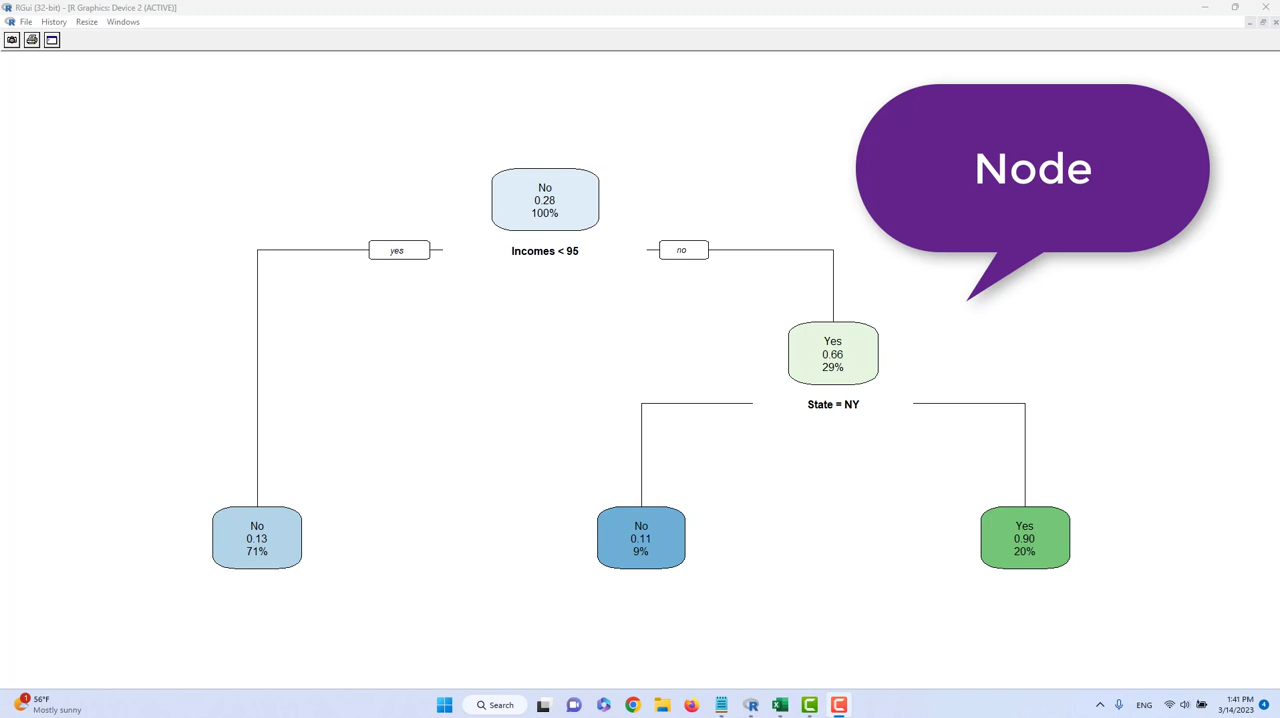 RGui (32-bit) - [R Graphics: Device 2 (ACTIVE)]
File History Resize Windows
Node
No
0.28
100%
yes
Incomes < 95
no
Yes
0.66
29%
State = NY
No
0.13
71%
No
0.11
9%
Yes
0.90
20%
1
56°F
Mostly sunny
Search
ENG
1:41 PM
3/14/2023
4